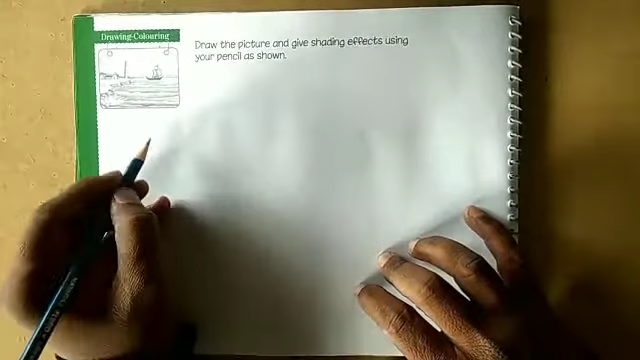 Drawing-Colouring
Draw the picture and give shading effects using
your pencil as shown.